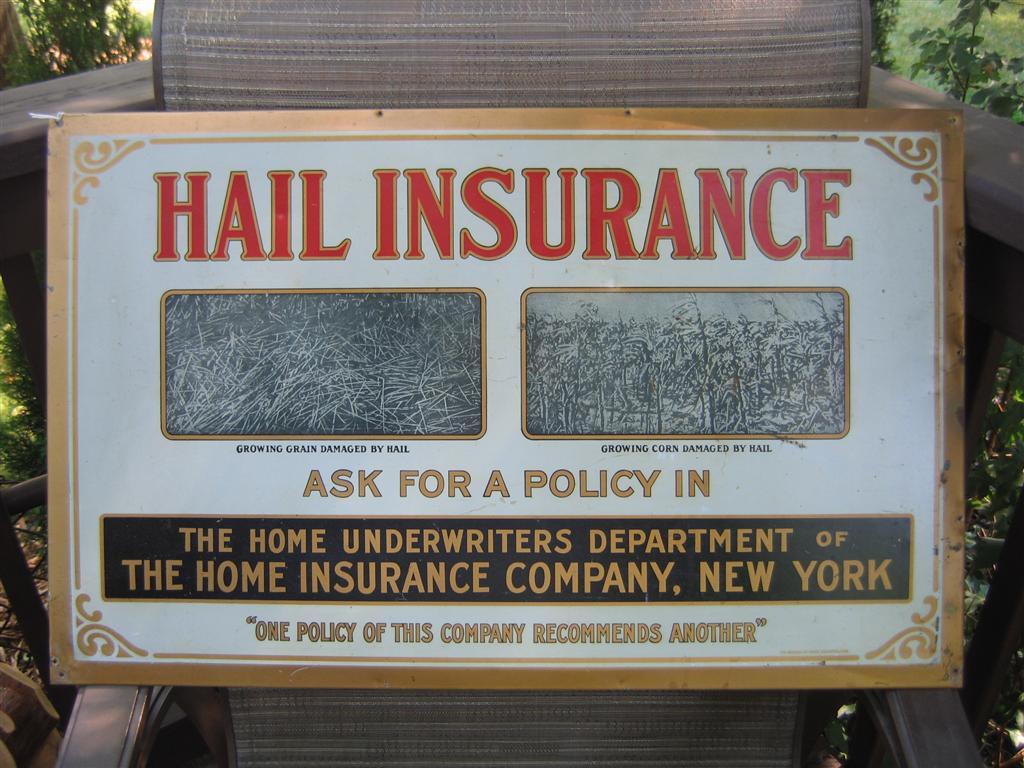 HAIL INSURANCE
GROWING GRAIN DAMAGED BY HAIL
GROWING CORN DAMAGED BY HAIL
ASK FOR A POLICY IN
THE HOME UNDERWRITERS DEPARTMENT OF
THE HOME INSURANCE COMPANY, NEW YORK
"ONE POLICY OF THIS COMPANY RECOMMENDS ANOTHER"